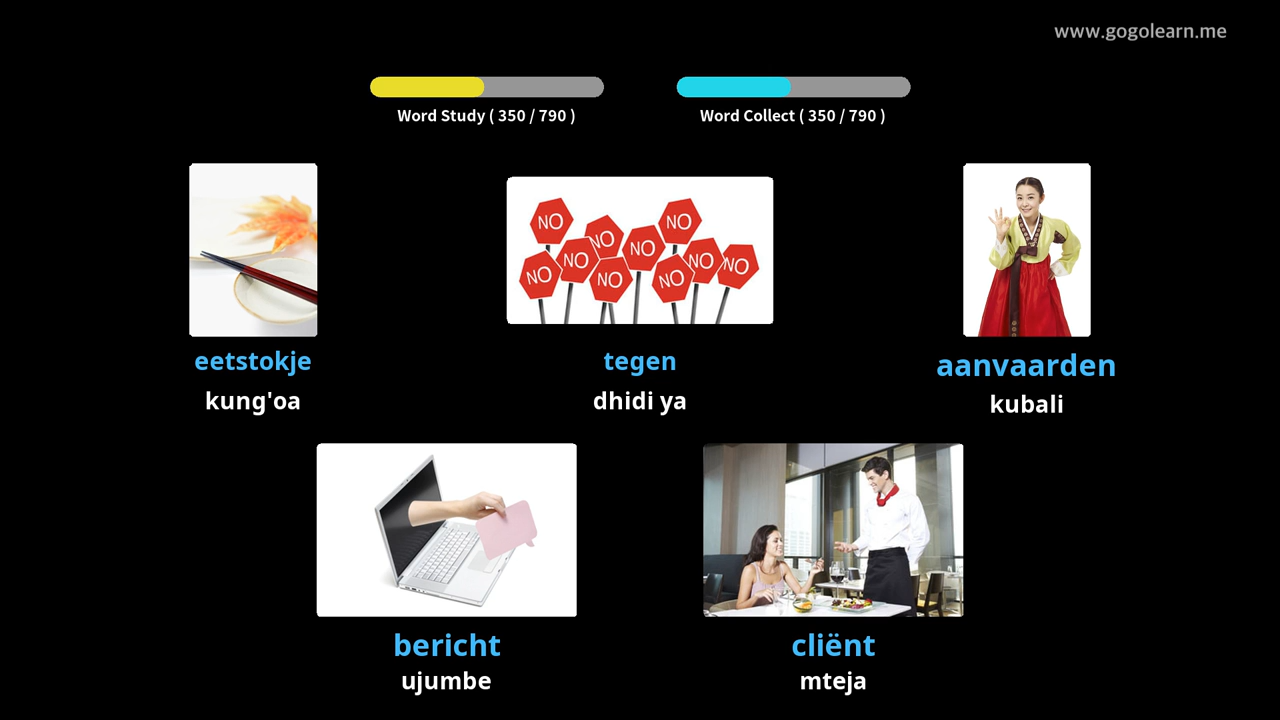 www.gogolearn.me
Word Study ( 350 / 790 )
Word Collect ( 350 / 790 )
NO
NO
NO
NO
NO
NO
NO
NO
NO
NO
eetstokje
kung'oa
tegen
dhidi ya
aanvaarden
kubali
bericht
ujumbe
cliënt
mteja